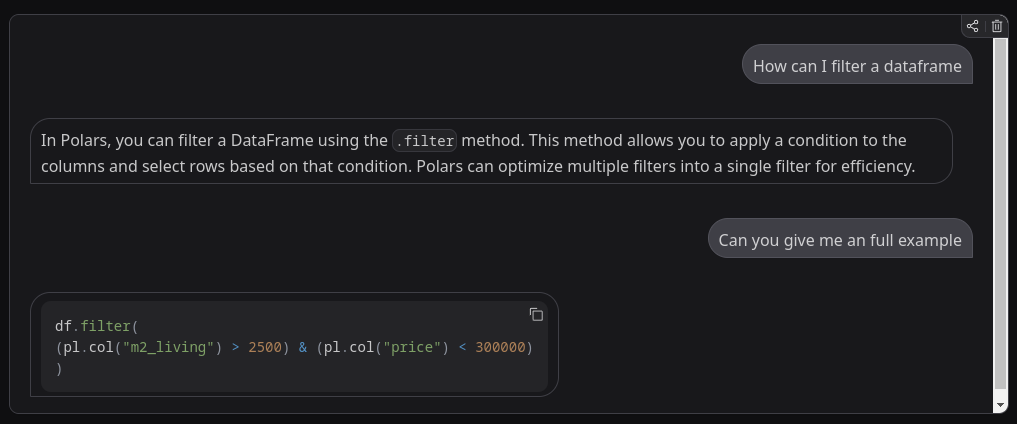 How can I filter a dataframe
In Polars, you can filter a DataFrame using the .filter method. This method allows you to apply a condition to the
columns and select rows based on that condition. Polars can optimize multiple filters into a single filter for efficiency.
Can you give me an full example
df.filter(
(pl.col("m2_living") > 2500) & (pl.col("price") < 300000)
)